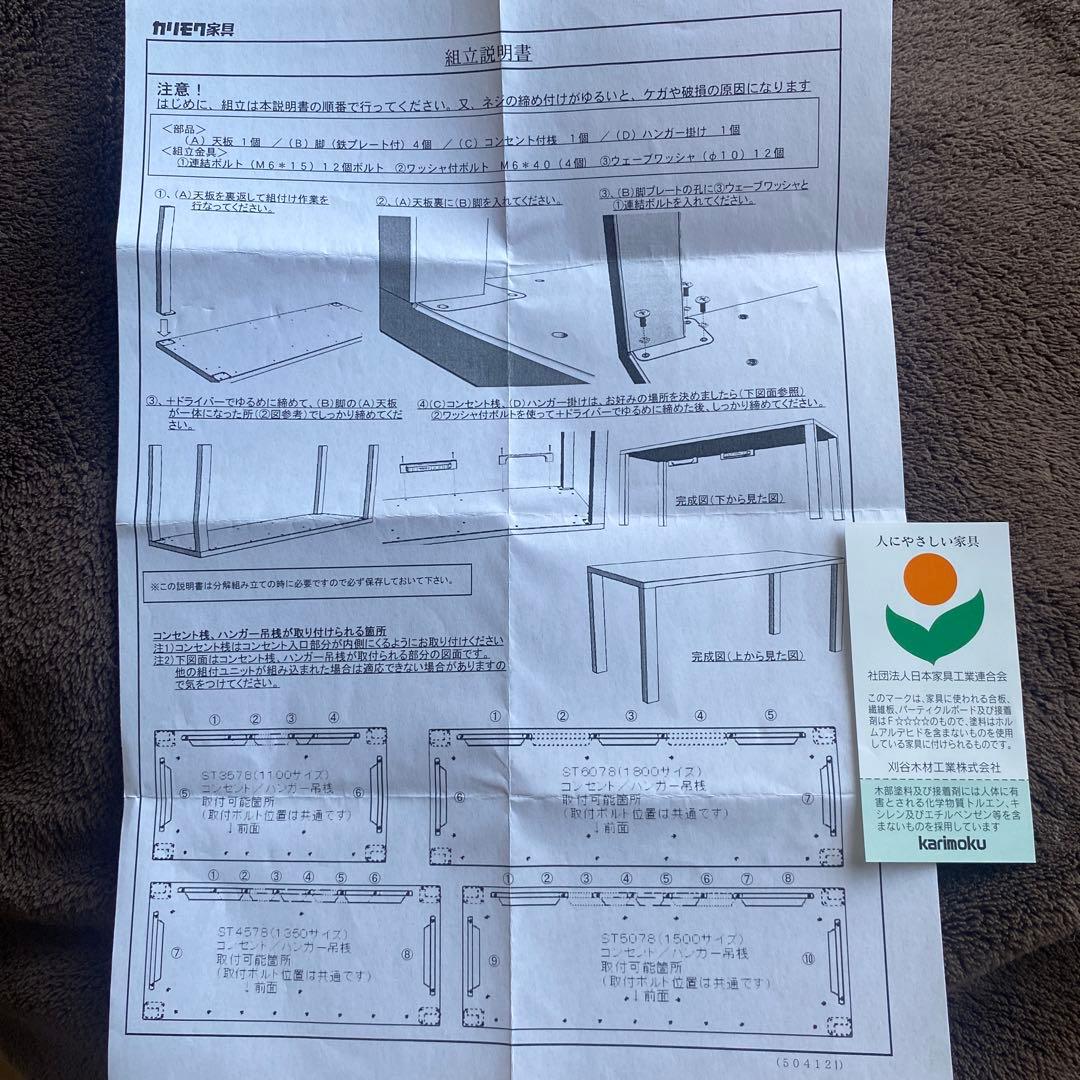 カリモク家具
組立説明書
注意！
はじめに、組立は本説明書の順番で行ってください。又、ネジの締め付けがゆるいと、ケガや破損の原因になります
＜部品＞
（A）天板 1個 ／（B）脚（鉄プレート付）4個 ／（C）コンセント付桟 1個 ／（D）ハンガー掛け 1個
＜組立金具＞
①連結ボルト（M6＊15）12個ボルト ②ワッシャ付ボルト M6＊40（4個） ③ウェーブワッシャ（φ10）12個
①、（A）天板を裏返して組付け作業を
行なってください。
②、（A）天板裏に（B）脚を入れてください。
③、（B）脚プレートの孔に③ウェーブワッシャと
①連結ボルトを入れてください。
③、＋ドライバーでゆるめに締めて、（B）脚の（A）天板
が一体になった所（②図参考）でしっかり締めてくだ
さい。
④（C）コンセント桟、（D）ハンガー掛けは、お好みの場所を決めましたら（下図面参照）
②ワッシャ付ボルトを使って＋ドライバーでゆるめに締めた後、しっかり締めてください。
完成図（下から見た図）
※この説明書は分解組み立ての時に必要ですので必ず保存しておいて下さい。
完成図（上から見た図）
コンセント桟、ハンガー吊桟が取り付けられる箇所
注1）コンセント桟はコンセント入口部分が内側にくるようにお取り付けください
注2）下図面はコンセント桟、ハンガー吊桟が取付られる部分の図面です。
他の組付ユニットが組み込まれた場合は適応できない場合がありますの
で気をつけてください。
① ② ③ ④
⑤ ⑥
ST3578（1100サイズ）
コンセント／ハンガー吊桟
取付可能箇所
（取付ボルト位置は共通です）
↓前面
① ② ③ ④ ⑤
⑥ ⑦
ST6078（1800サイズ）
コンセント／ハンガー吊桟
取付可能箇所
（取付ボルト位置は共通です）
↓前面
① ② ③ ④ ⑤ ⑥
⑦ ⑧
ST4578（1350サイズ）
コンセント／ハンガー吊桟
取付可能箇所
（取付ボルト位置は共通です）
↓前面
① ② ③ ④ ⑤ ⑥ ⑦ ⑧
⑨ ⑩
ST5078（1500サイズ）
コンセント／ハンガー吊桟
取付可能箇所
（取付ボルト位置は共通です）
↓前面
（504121）
人にやさしい家具
社団法人日本家具工業連合会
このマークは、家具に使われる合板、
繊維板、パーティクルボード及び接着
剤はF☆☆☆☆のもので、塗料はホル
ムアルデヒドを含まないものを使用
している家具に付けられるものです。
刈谷木材工業株式会社
木部塗料及び接着剤には人体に有
害とされる化学物質トルエン、キ
シレン及びエチルベンゼン等を含
まないものを採用しています
karimoku